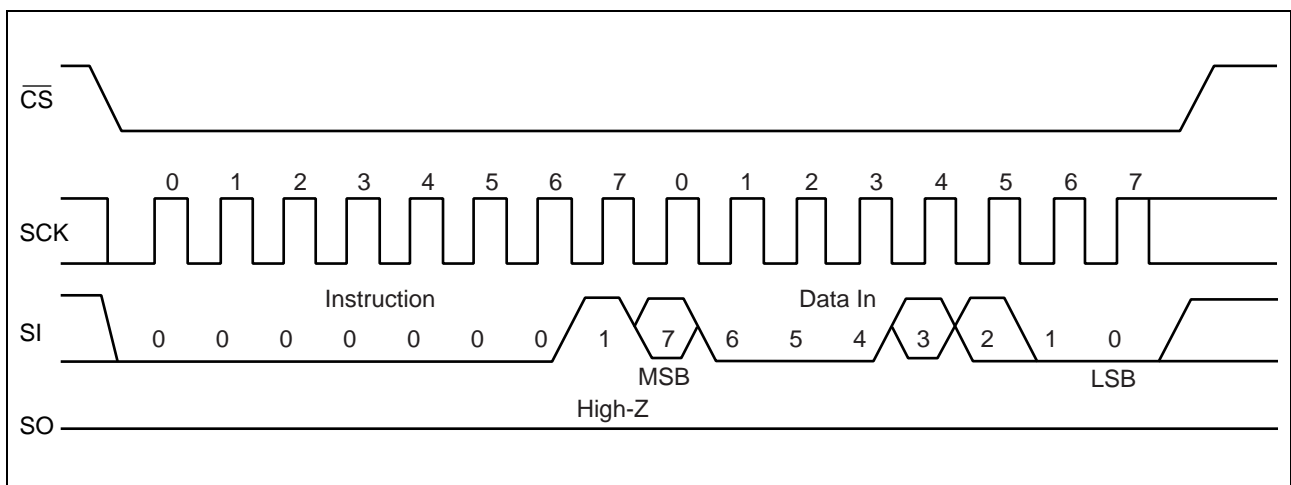 CS
0 1 2 3 4 5 6 7 0 1 2 3 4 5 6 7
SCK
Instruction Data In
SI 0 0 0 0 0 0 0 1 7 6 5 4 3 2 1 0
MSB LSB
High-Z
SO